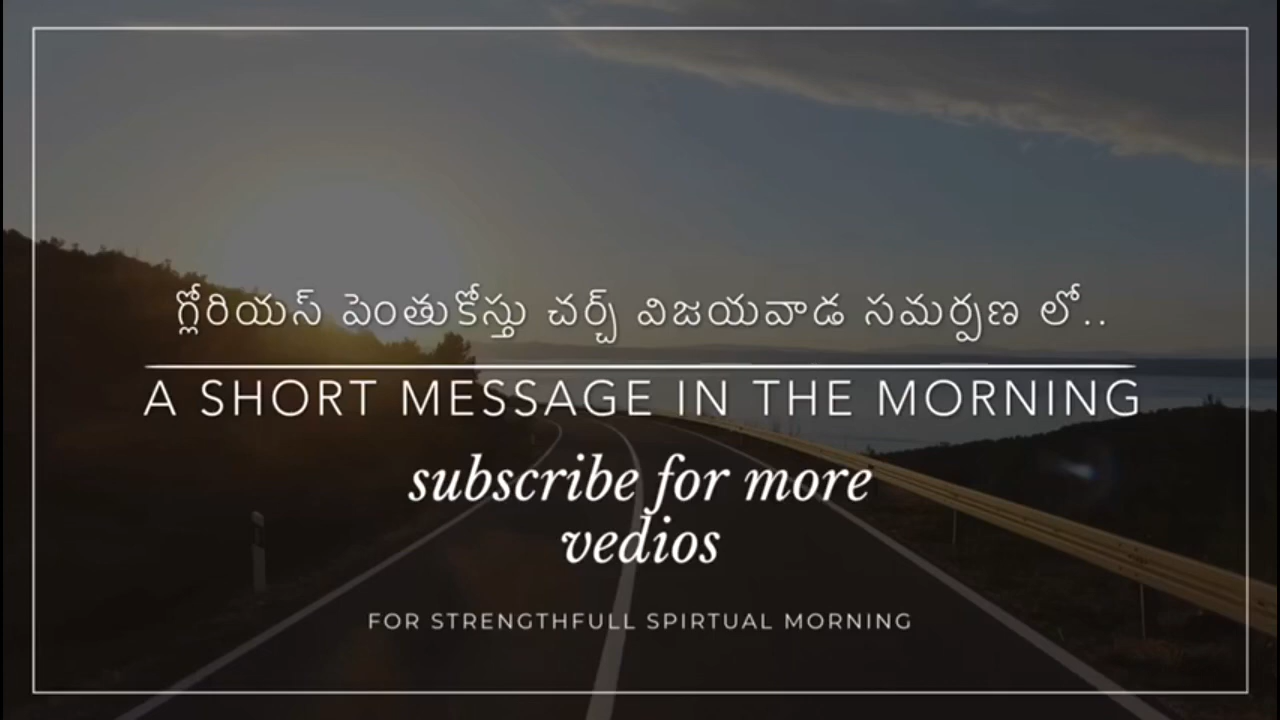 గ్లోరియస్ పెంతుకోస్తు చర్చ్ విజయవాడ సమర్పణ లో..
A SHORT MESSAGE IN THE MORNING
subscribe for more
vedios
FOR STRENGTHFULL SPIRTUAL MORNING